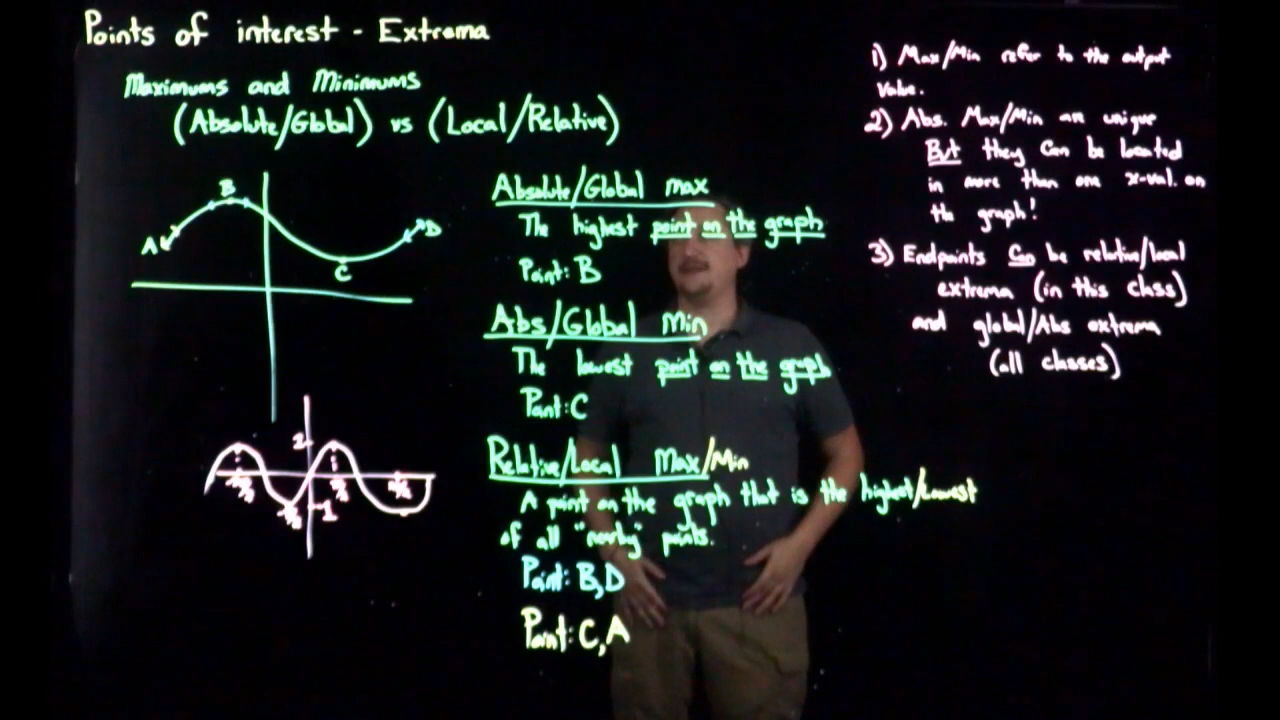 Points of interest - Extrema
Maximums and Minimums
(Absolute/Global) vs (Local/Relative)
A
B
C
D
Absolute/Global max
The highest point on the graph
Point: B
Abs/Global Min
The lowest point on the graph
Point: C
Relative/Local Max/Min
A point on the graph that is the highest/Lowest
of all "nearby" points.
Point: B,D
Point: C, A
1
-1
1) Max/Min refer to the output
value.
2) Abs. Max/Min are unique
But they Can be located
in more than one x-val. on
the graph!
3) Endpoints Can be relative/local
extrema (in this class)
and global/Abs extrema
(all classes)